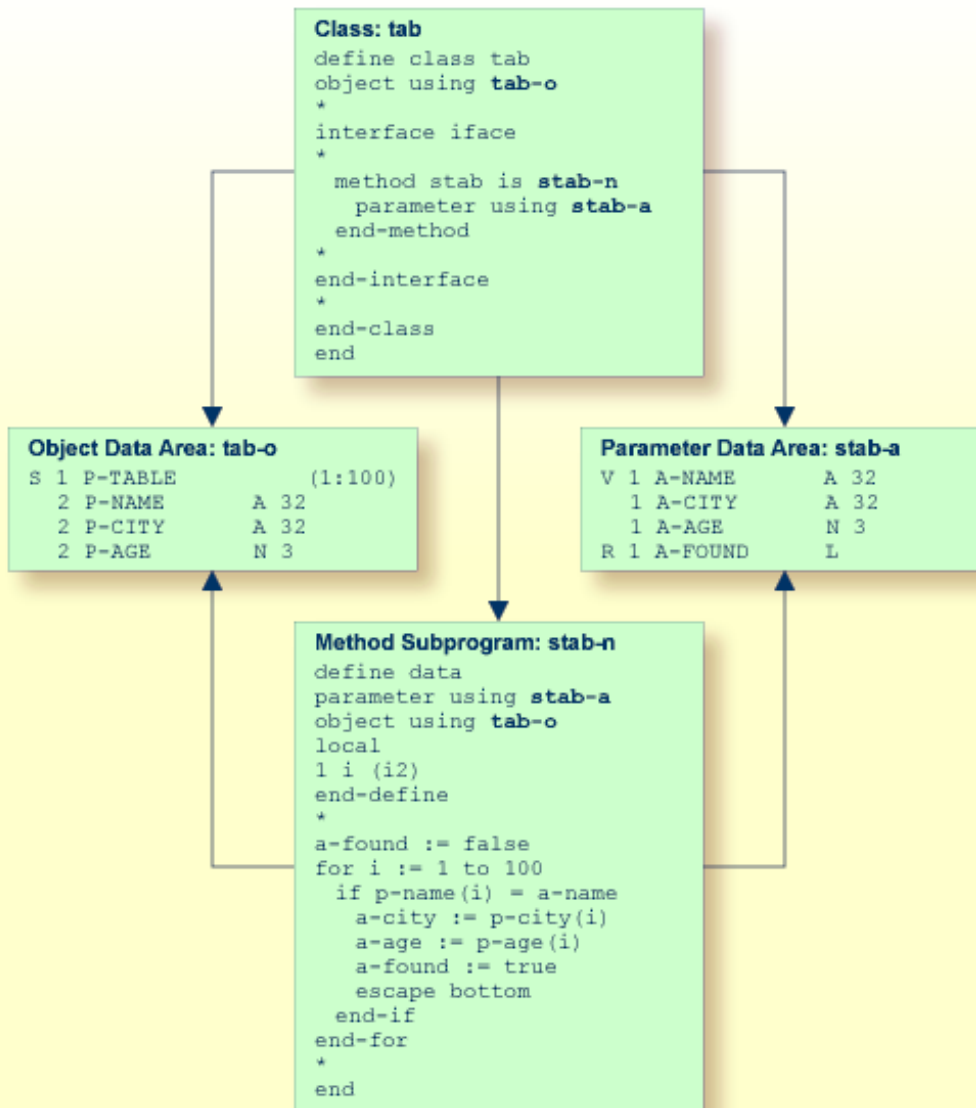 Class: tab
define class tab
object using tab-o
*
interface iface
*
method stab is stab-n
parameter using stab-a
end-method
*
end-interface
*
end-class
end
Object Data Area: tab-o
S 1 P-TABLE (1:100)
2 P-NAME A 32
2 P-CITY A 32
2 P-AGE N 3
Parameter Data Area: stab-a
V 1 A-NAME A 32
1 A-CITY A 32
1 A-AGE N 3
R 1 A-FOUND L
Method Subprogram: stab-n
define data
parameter using stab-a
object using tab-o
local
1 i (i2)
end-define
*
a-found := false
for i := 1 to 100
if p-name(i) = a-name
a-city := p-city(i)
a-age := p-age(i)
a-found := true
escape bottom
end-if
end-for
*
end